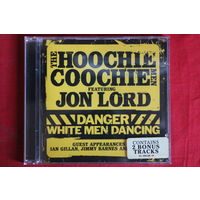 THE HOOCHIE
COOCHIE MEN
FEATURING
JON LORD
DANGER
WHITE MEN DANCING
GUEST APPEARANCES
IAN GILLAN, JIMMY BARNES AN
CONTAINS
2 BONUS
TRACKS